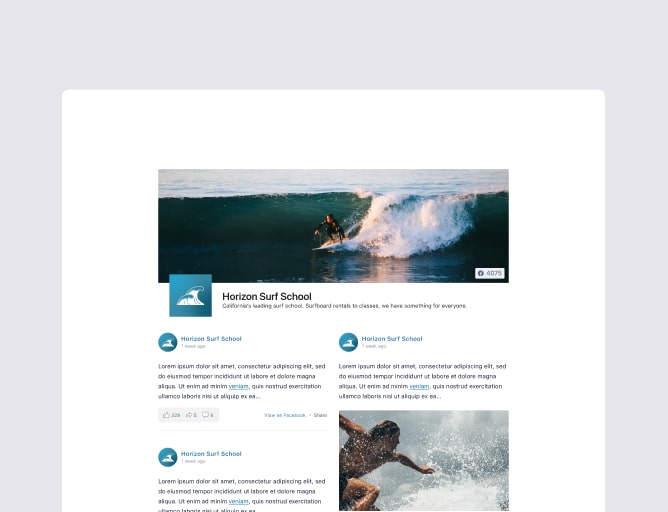 4075
Horizon Surf School
California's leading surf school. Surfboard rentals to classes, we have something for everyone.
Horizon Surf School
1 week ago
Lorem ipsum dolor sit amet, consectetur adipiscing elit, sed
do eiusmod tempor incididunt ut labore et dolore magna
aliqua. Ut enim ad minim veniam, quis nostrud exercitation
ullamco laboris nisi ut aliquip ex ea...
329 5 4 View on Facebook · Share
Horizon Surf School
1 week ago
Lorem ipsum dolor sit amet, consectetur adipiscing elit, sed
do eiusmod tempor incididunt ut labore et dolore magna
aliqua. Ut enim ad minim veniam, quis nostrud exercitation
ullamco laboris nisi ut aliquip ex ea...
Horizon Surf School
1 week ago
Lorem ipsum dolor sit amet, consectetur adipiscing elit, sed
do eiusmod tempor incididunt ut labore et dolore magna
aliqua. Ut enim ad minim veniam, quis nostrud exercitation
ullamco laboris nisi ut aliquip ex ea...